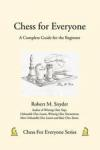 Chess for Everyone
A Complete Guide for the Beginner
Robert M. Snyder
Chess For Everyone Series